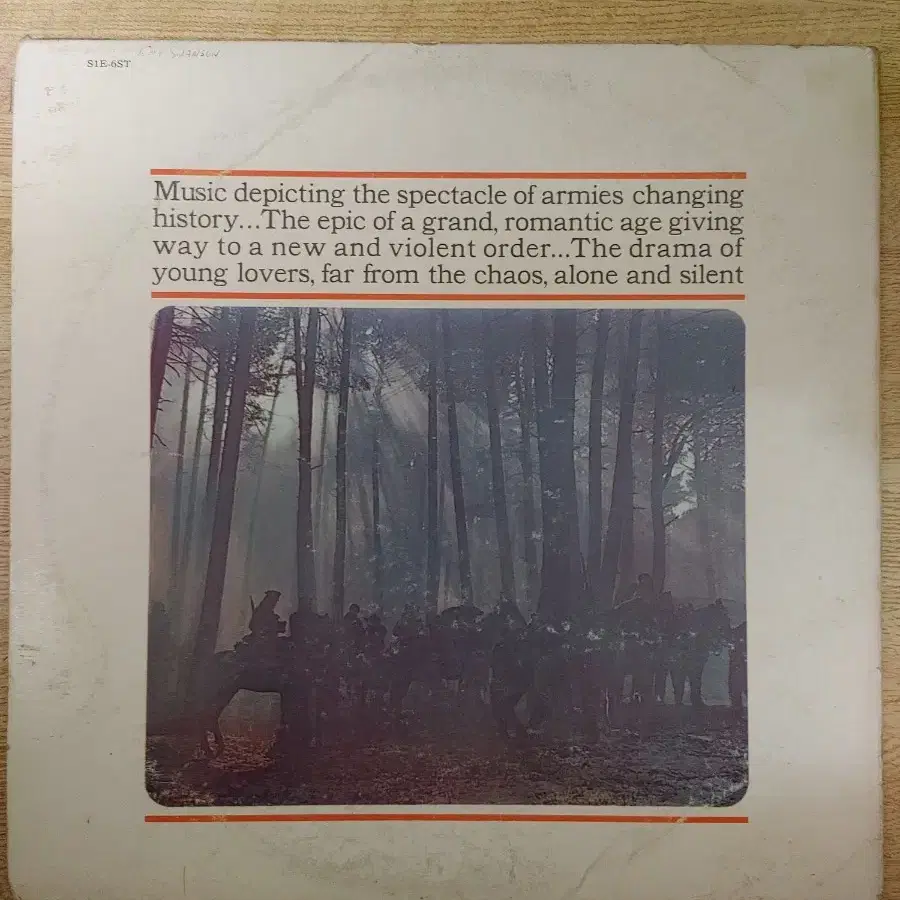 S1E-6ST
Music depicting the spectacle of armies changing
history...The epic of a grand, romantic age giving
way to a new and violent order...The drama of
young lovers, far from the chaos, alone and silent